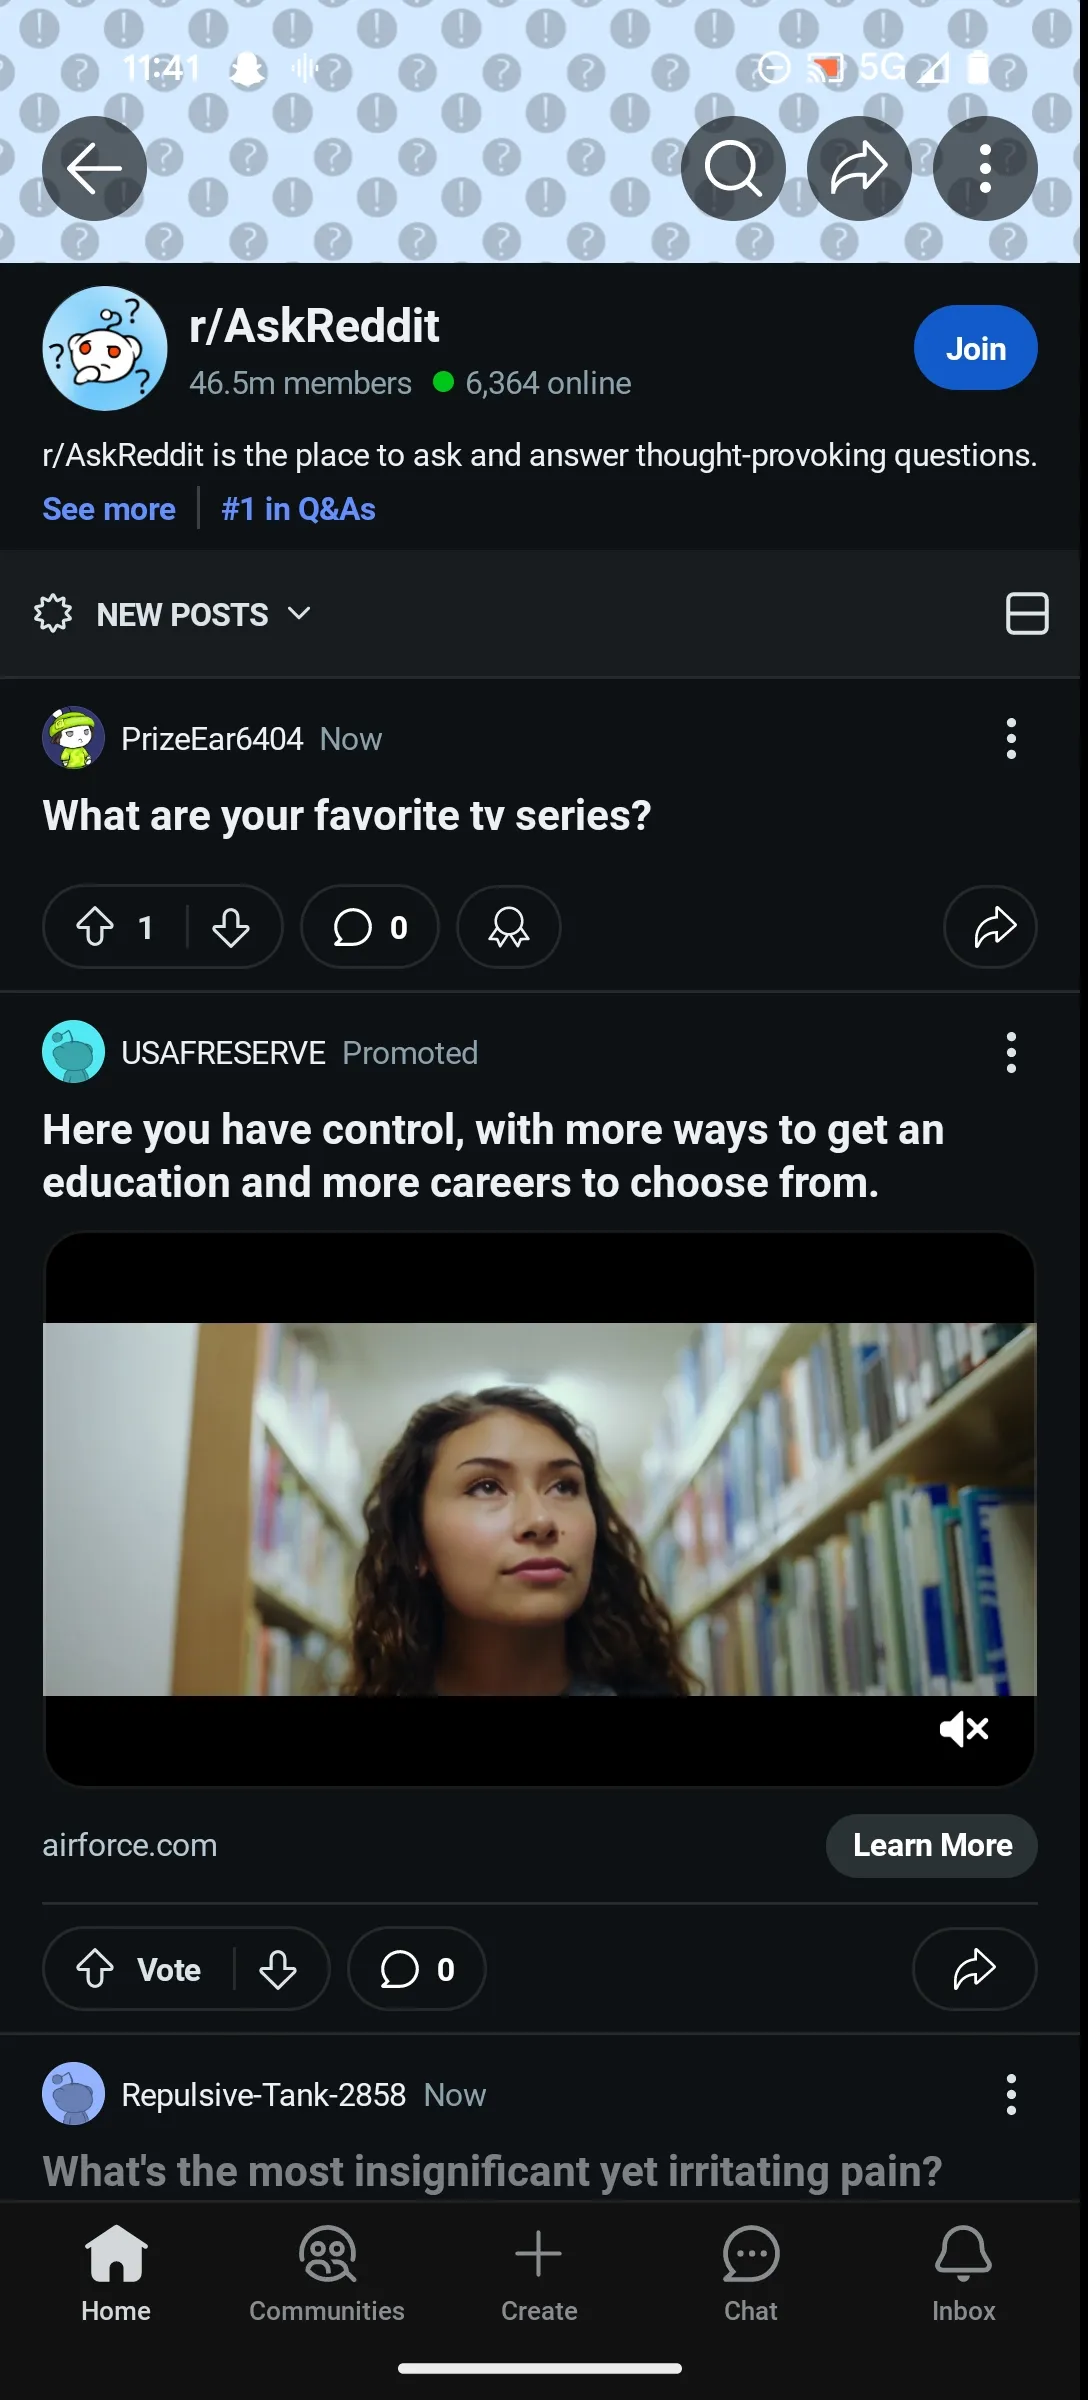 11:41 5G
r/AskReddit
46.5m members 6,364 online
Join
r/AskReddit is the place to ask and answer thought-provoking questions.
See more #1 in Q&As
NEW POSTS
PrizeEar6404 Now
What are your favorite tv series?
1 0
USAFRESERVE Promoted
Here you have control, with more ways to get an
education and more careers to choose from.
airforce.com
Learn More
Vote 0
Repulsive-Tank-2858 Now
What's the most insignificant yet irritating pain?
Home Communities Create Chat Inbox